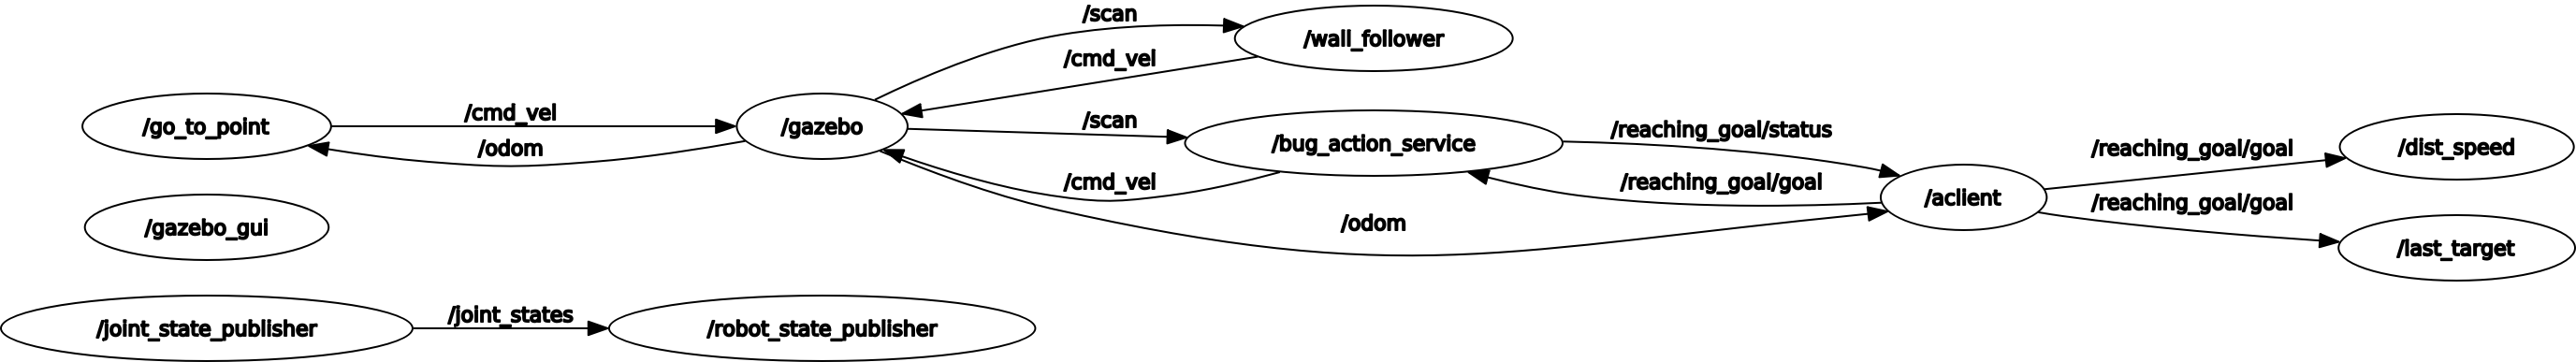 /scan
/wall_follower
/cmd_vel
/go_to_point
/cmd_vel
/gazebo
/odom
/scan
/bug_action_service
/reaching_goal/status
/cmd_vel
/reaching_goal/goal
/odom
/aclient
/reaching_goal/goal
/dist_speed
/reaching_goal/goal
/last_target
/gazebo_gui
/joint_state_publisher
/joint_states
/robot_state_publisher